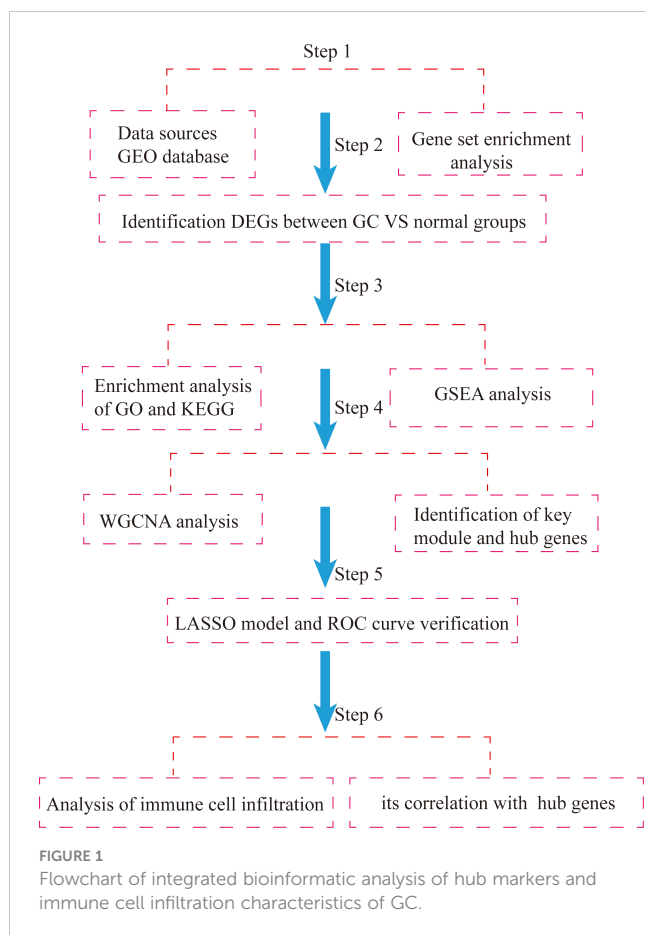 Step 1
Data sources
GEO database
Step 2
Gene set enrichment
analysis
Identification DEGs between GC VS normal groups
Step 3
Enrichment analysis
of GO and KEGG
Step 4
GSEA analysis
WGCNA analysis
Identification of key
module and hub genes
Step 5
LASSO model and ROC curve verification
Step 6
Analysis of immune cell infiltration
its correlation with hub genes
FIGURE 1
Flowchart of integrated bioinformatic analysis of hub markers and
immune cell infiltration characteristics of GC.